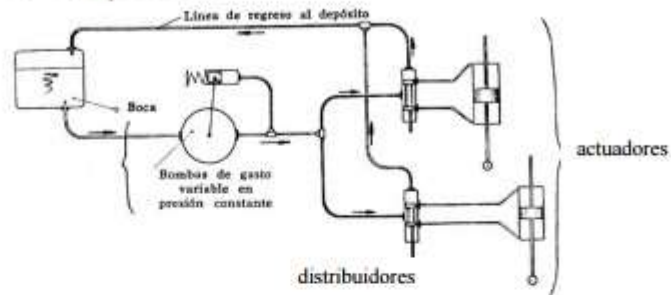 Línea de regreso al depósito
Boca
Bombas de gasto
variable en
presión constante
actuadores
distribuidores